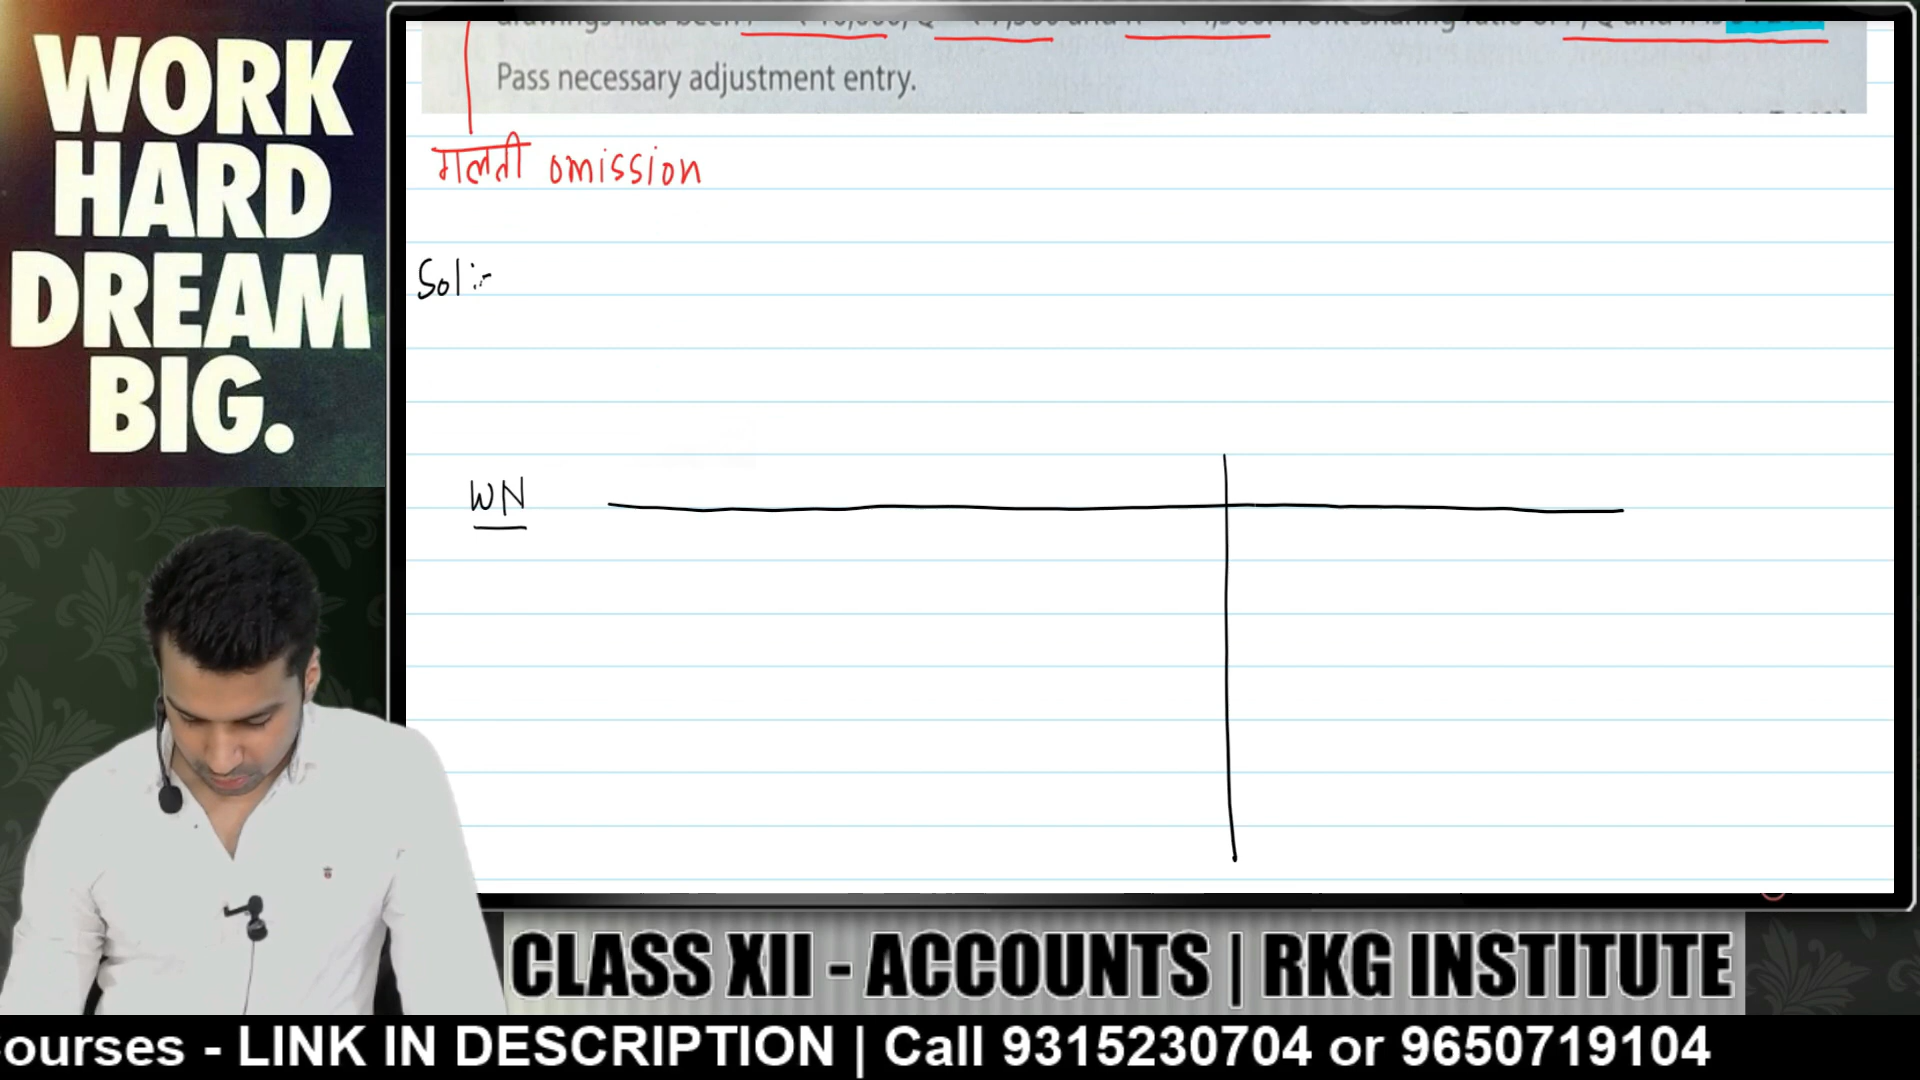 WORK
HARD
DREAM
BIG.
Pass necessary adjustment entry.
गलती omission
Sol :-
WN
CLASS XII - ACCOUNTS | RKG INSTITUTE
ourses - LINK IN DESCRIPTION | Call 9315230704 or 9650719104